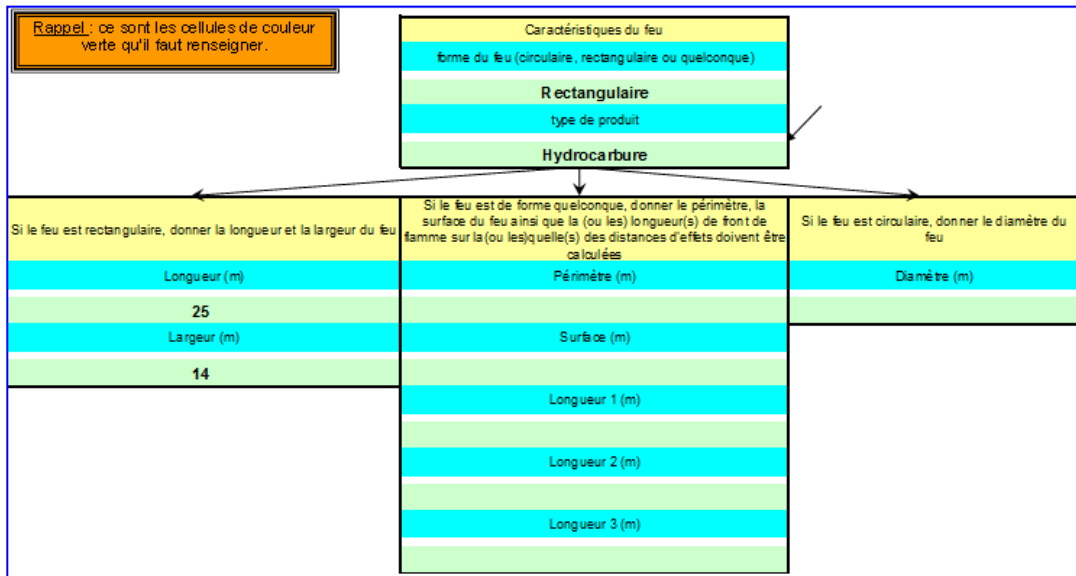 Rappel : ce sont les cellules de couleur
verte qu'il faut renseigner.
Caractéristiques du feu
forme du feu (circulaire, rectangulaire ou quelconque)
Rectangulaire
type de produit
Hydrocarbure
Si le feu est rectangulaire, donner la longueur et la largeur du feu
Longueur (m)
25
Largeur (m)
14
Si le feu est de forme quelconque, donner le périmètre, la
surface du feu ainsi que la (ou les) longueur(s) de front de
flamme sur la (ou les)quelle(s) des distances d'effets doivent être
calculées
Périmètre (m)
Surface (m)
Longueur 1 (m)
Longueur 2 (m)
Longueur 3 (m)
Si le feu est circulaire, donner le diamètre du
feu
Diamètre (m)